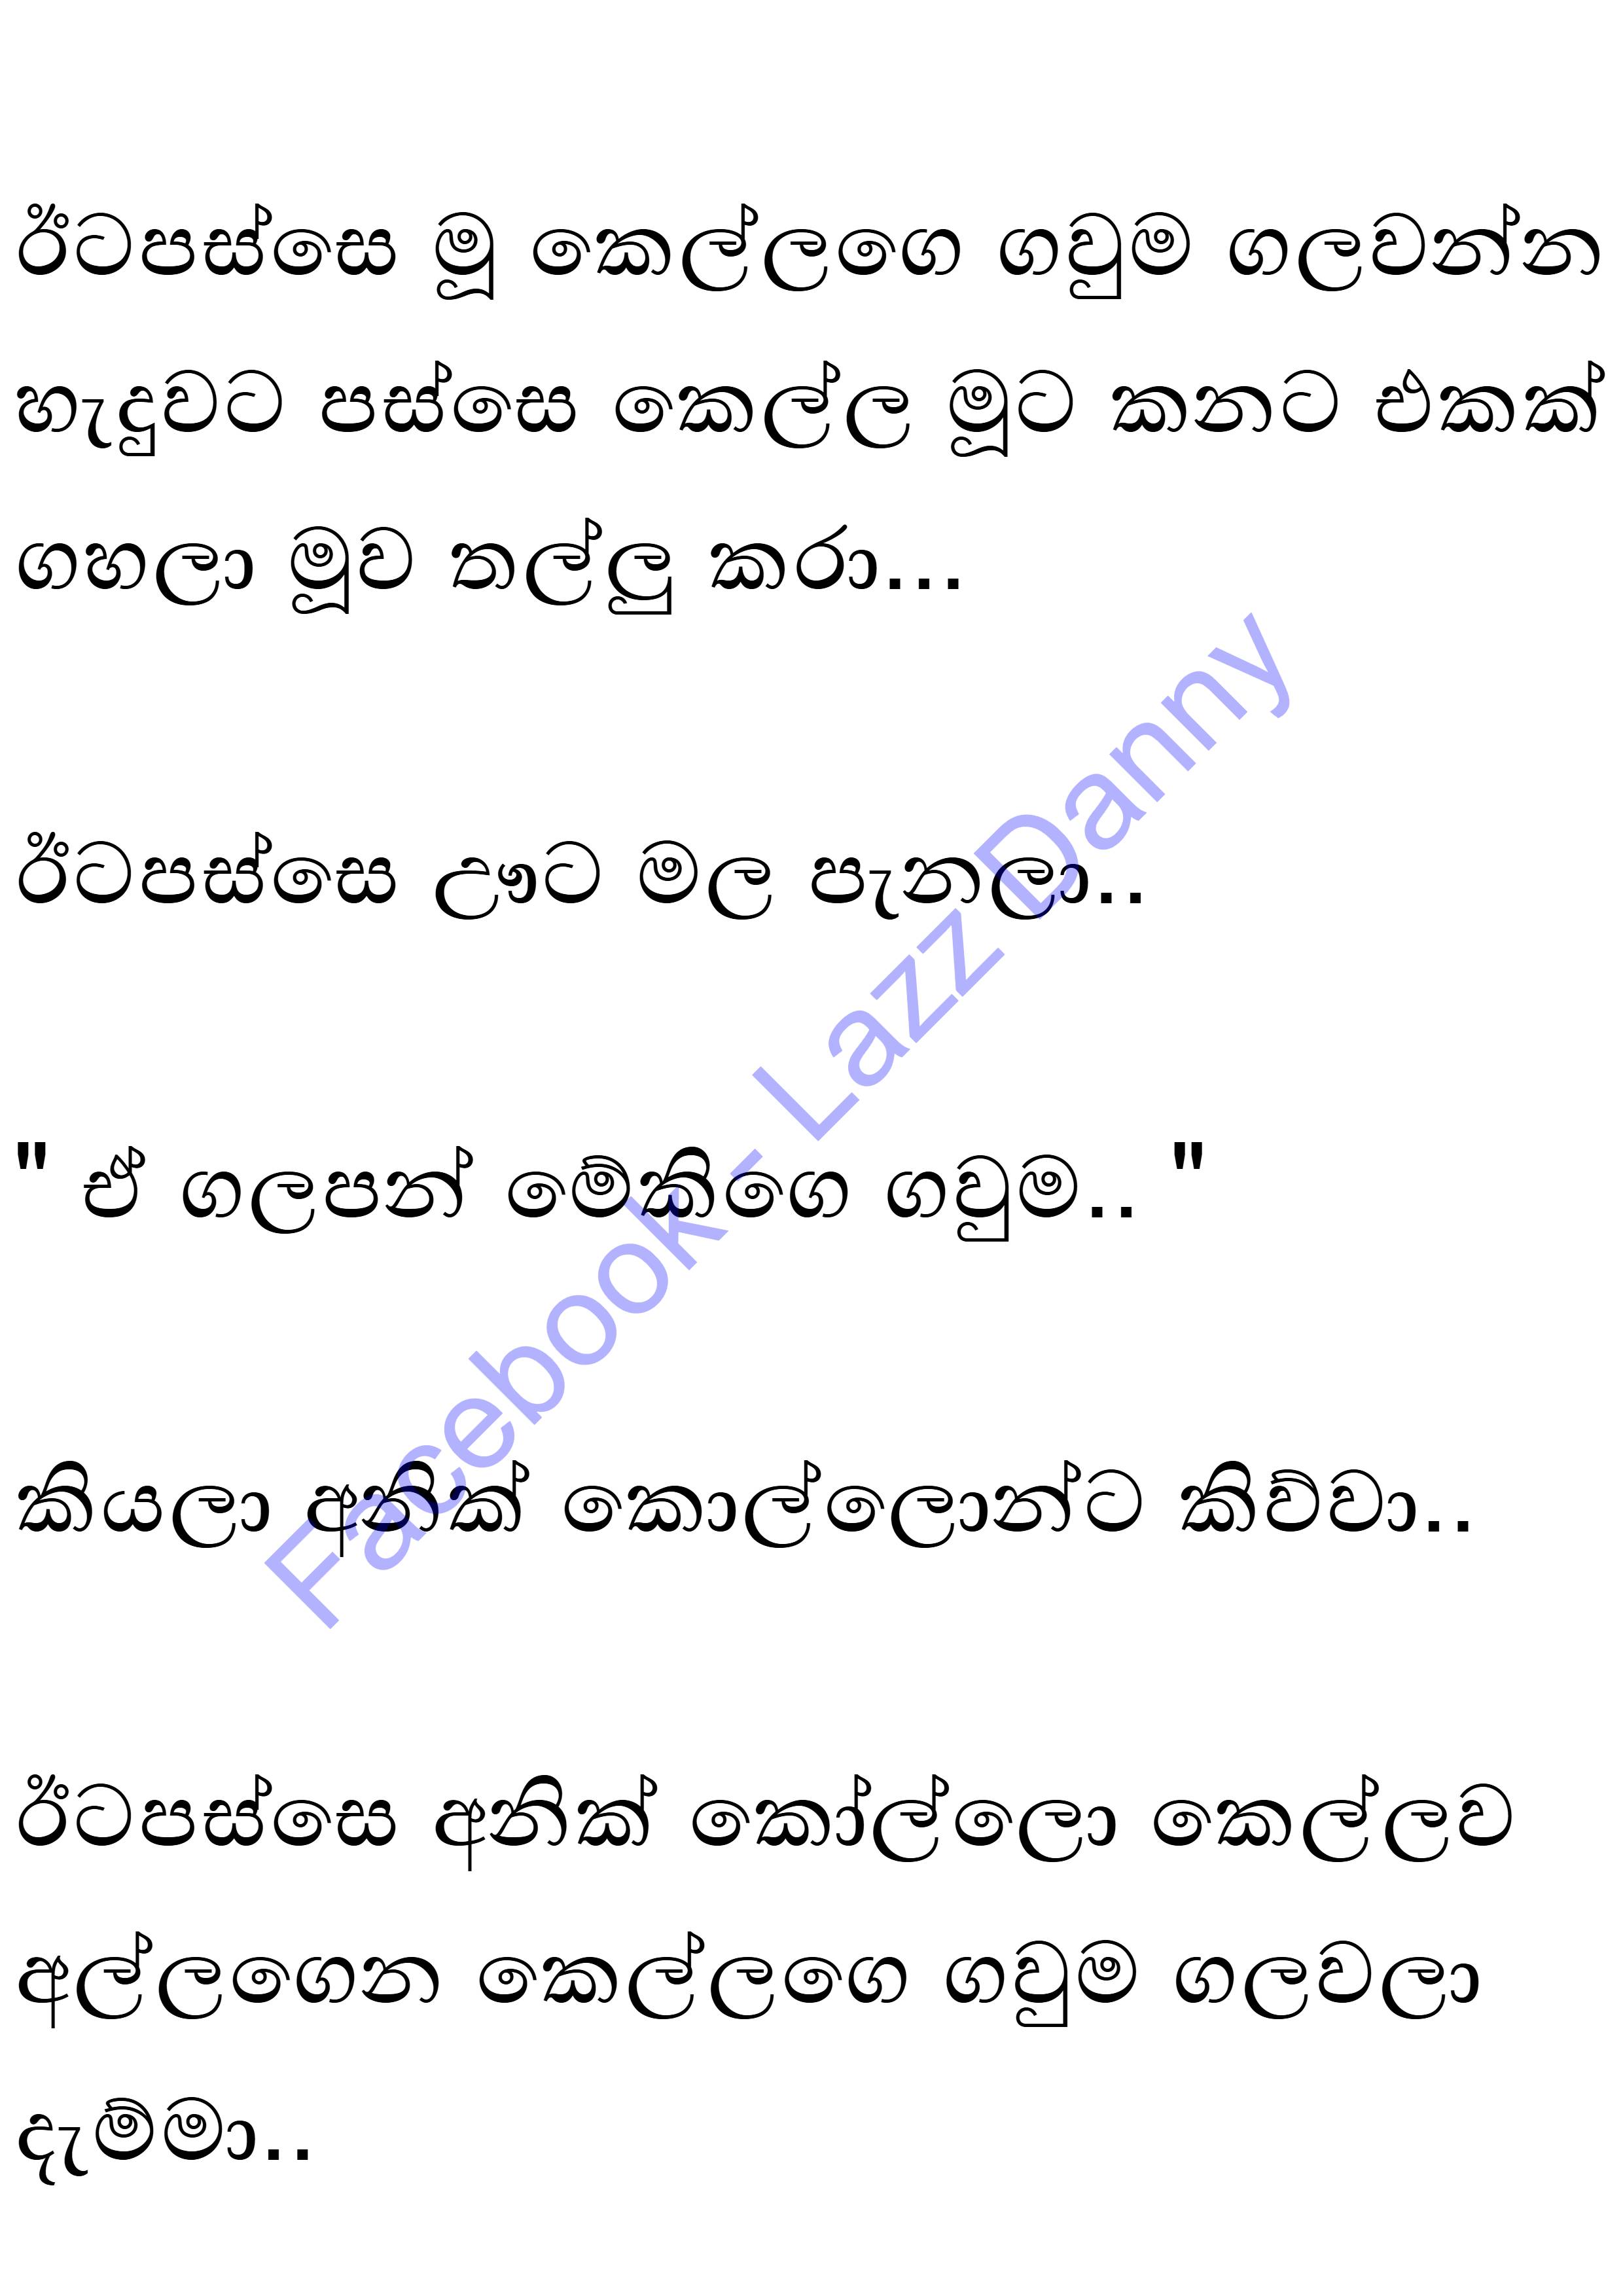 ඊටපස්සෙ මූ කෙල්ලගෙ ගවුම ගලවන්න
හැදුවට පස්සෙ කෙල්ල මූට කනට එකක්
ගහලා මූව තල්ලු කරා...
ඊටපස්සෙ ඌට මල පැනලා..
" ඒ ගලපන් මේකිගෙ ගවුම.. "
කියලා අනික් කොල්ලොන්ට කිව්වා..
ඊටපස්සෙ අනික් කෝල්ලො කෙල්ලව
අල්ලගෙන කෙල්ලගෙ ගවුම ගලවලා
දැම්මා..
Facebook - Lazz Danny